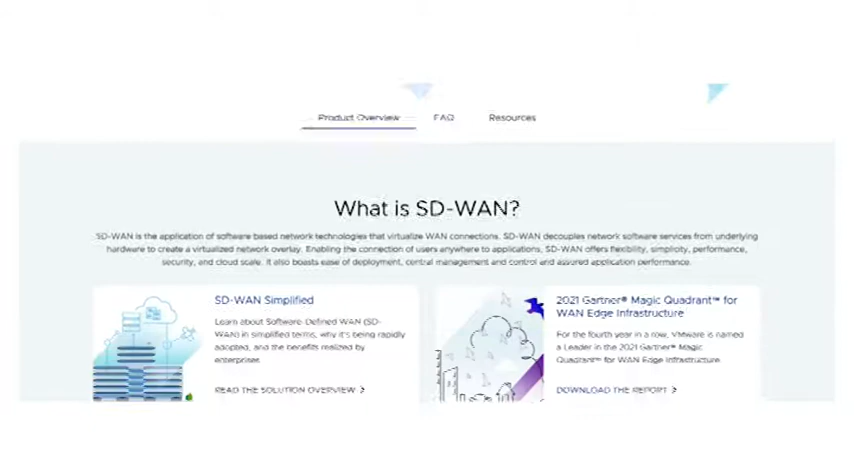 Product Overview FAQ Resources
What is SD-WAN?
SD-WAN is the application of software based network technologies that virtualize WAN connections. SD-WAN decouples network software services from underlying
hardware to create a virtualized network overlay. Enabling the connection of users anywhere to applications, SD-WAN offers flexibility, simplicity, performance,
security, and cloud scale. It also boasts ease of deployment, central management and control and assured application performance.
SD-WAN Simplified
Learn about Software-Defined WAN (SD-
WAN) in simplified terms, why it's being rapidly
adopted, and the benefits realized by
enterprises.
READ THE SOLUTION OVERVIEW >
2021 Gartner® Magic Quadrant™ for
WAN Edge Infrastructure
For the fourth year in a row, VMware is named
a Leader in the 2021 Gartner® Magic
Quadrant™ for WAN Edge Infrastructure.
DOWNLOAD THE REPORT >